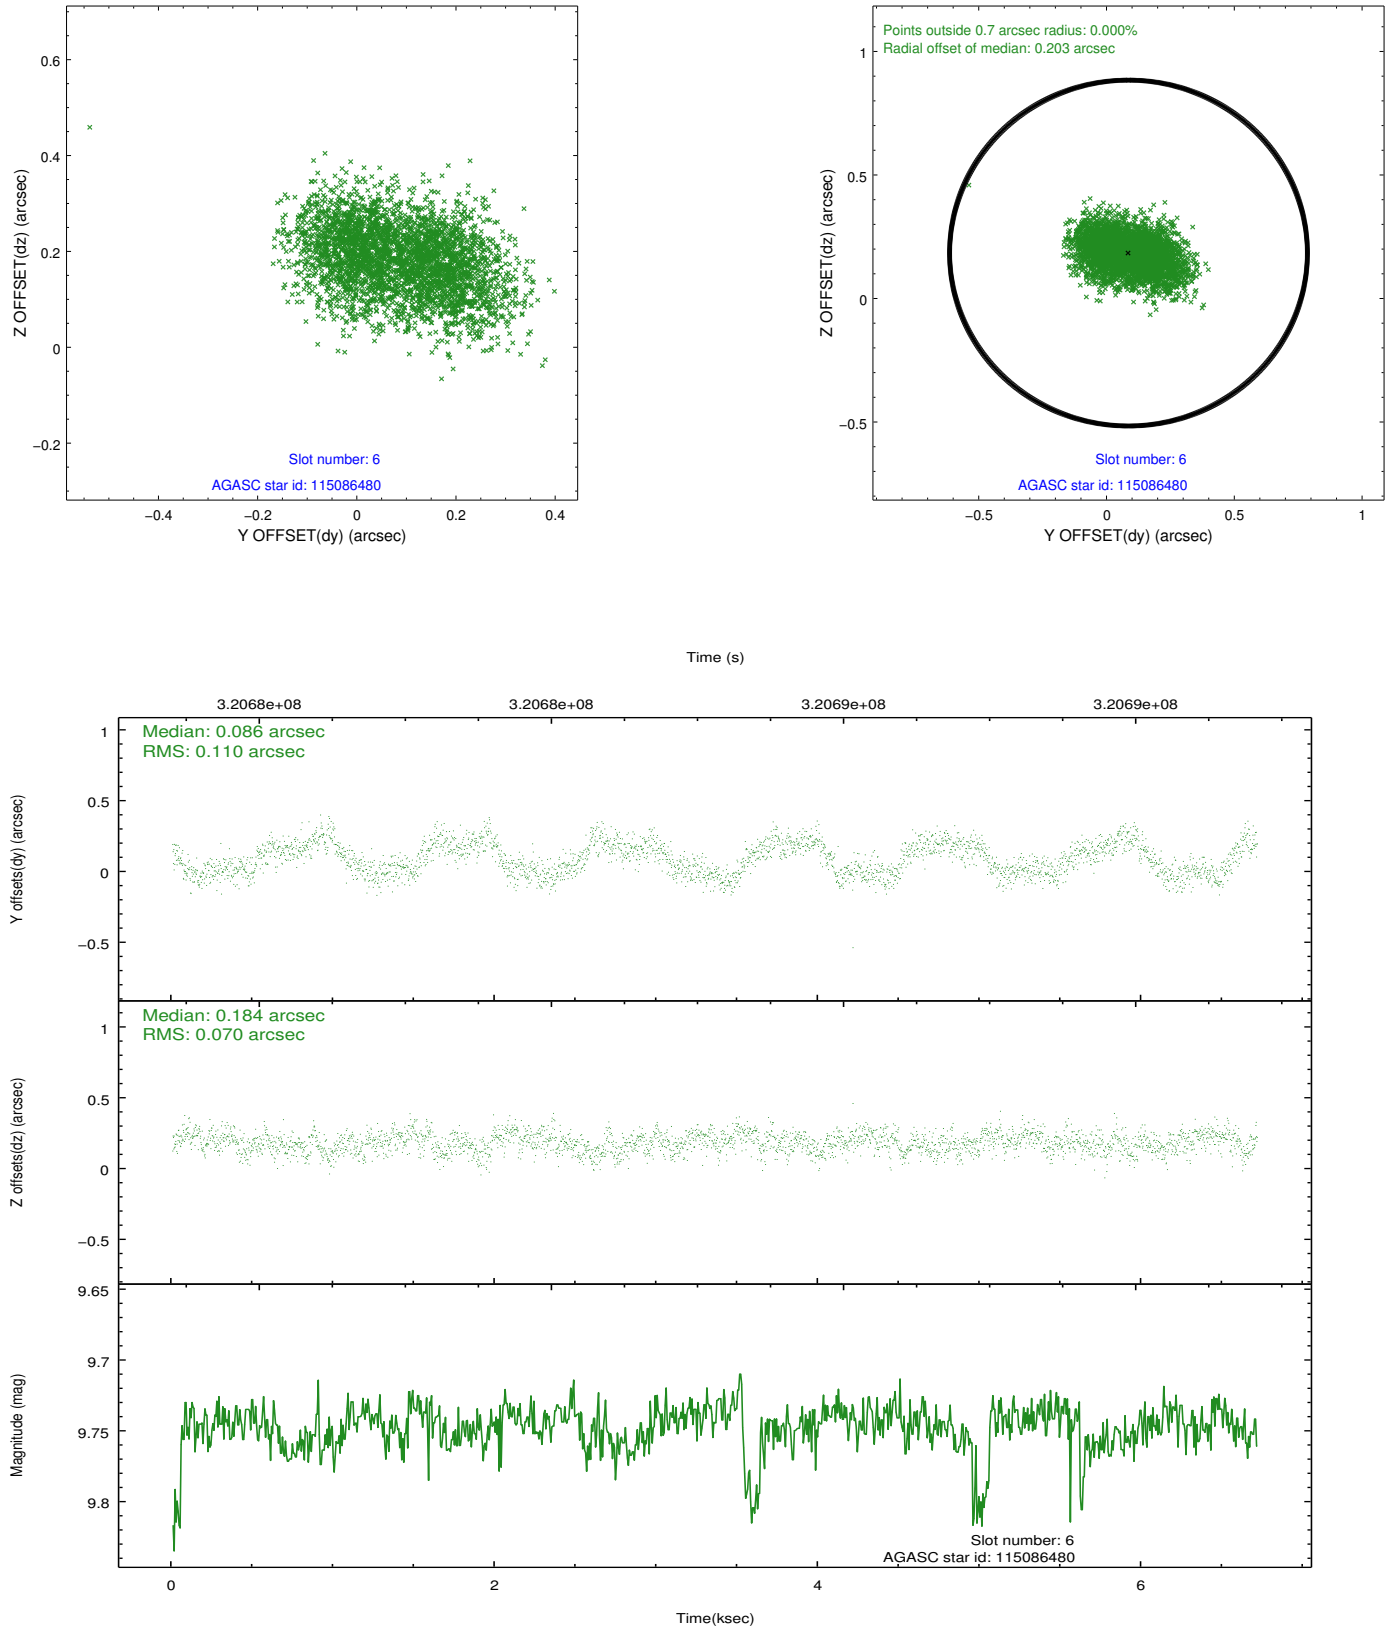 0.6
0.4
0.2
0
−0.2
Z OFFSET(dz) (arcsec)
Slot number: 6
AGASC star id: 115086480
−0.4
−0.2
0
0.2
0.4
Y OFFSET(dy) (arcsec)
Points outside 0.7 arcsec radius: 0.000%
Radial offset of median: 0.203 arcsec
1
0.5
0
−0.5
Z OFFSET(dz) (arcsec)
Slot number: 6
AGASC star id: 115086480
−0.5
0
0.5
1
Y OFFSET(dy) (arcsec)
Time (s)
3.2068e+08
3.2068e+08
3.2069e+08
3.2069e+08
Median: 0.086 arcsec
RMS: 0.110 arcsec
1
0.5
0
−0.5
Y offsets(dy) (arcsec)
Median: 0.184 arcsec
RMS: 0.070 arcsec
1
0.5
0
−0.5
Z offsets(dz) (arcsec)
9.65
9.7
9.75
9.8
Magnitude (mag)
Slot number: 6
AGASC star id: 115086480
0
2
4
6
Time(ksec)